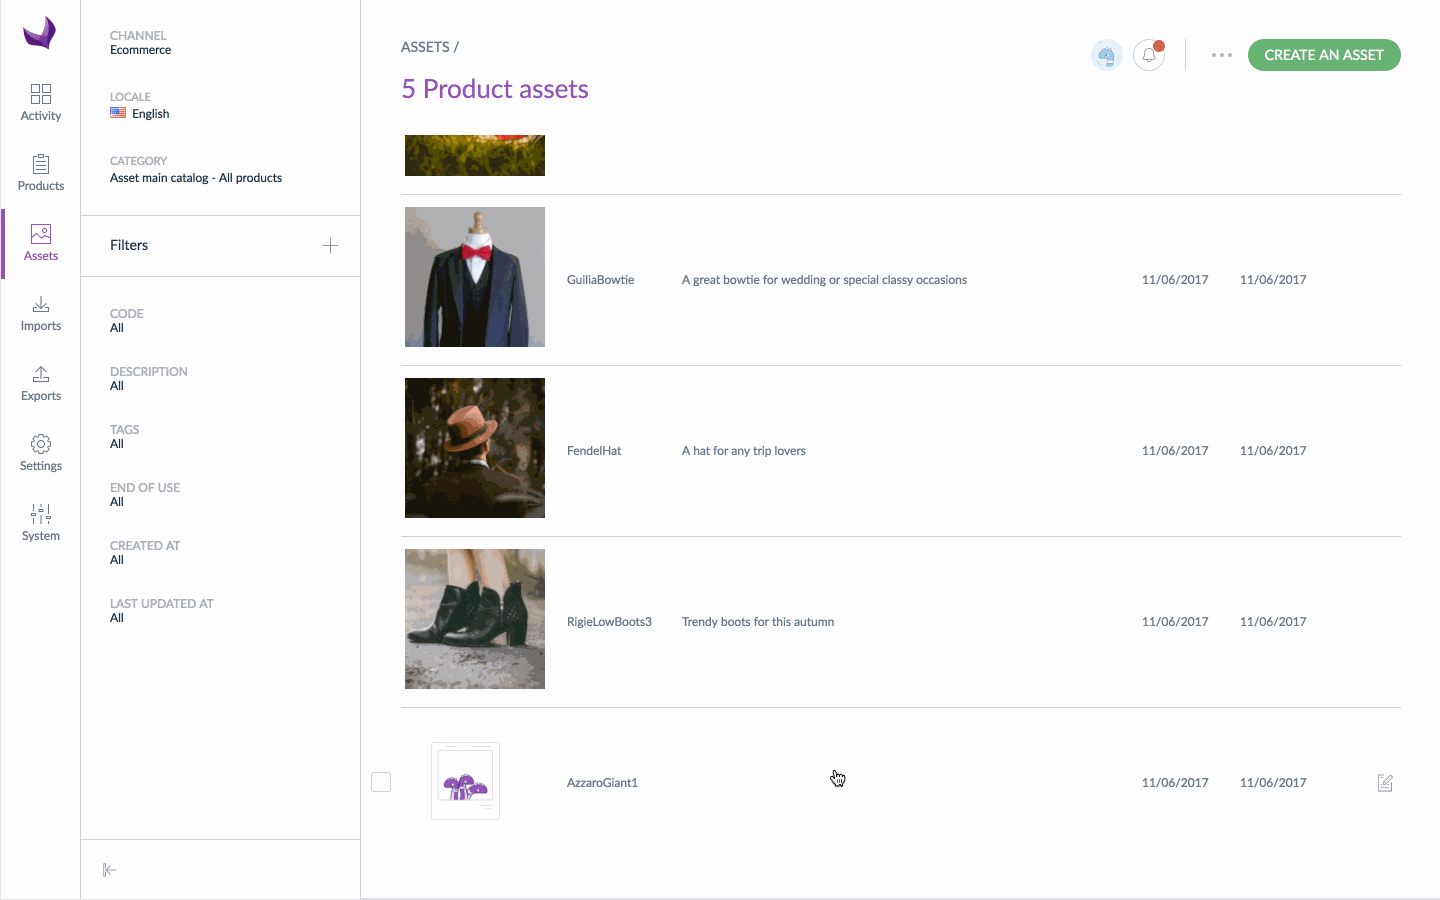 Activity
Products
Assets
Imports
Exports
Settings
System
CHANNEL
Ecommerce
LOCALE
English
CATEGORY
Asset main catalog - All products
Filters
CODE
All
DESCRIPTION
All
TAGS
All
END OF USE
All
CREATED AT
All
LAST UPDATED AT
All
ASSETS /
CREATE AN ASSET
5 Product assets
GuiliaBowtie A great bowtie for wedding or special classy occasions 11/06/2017 11/06/2017
FendelHat A hat for any trip lovers 11/06/2017 11/06/2017
RigieLowBoots3 Trendy boots for this autumn 11/06/2017 11/06/2017
AzzaroGiant1 11/06/2017 11/06/2017